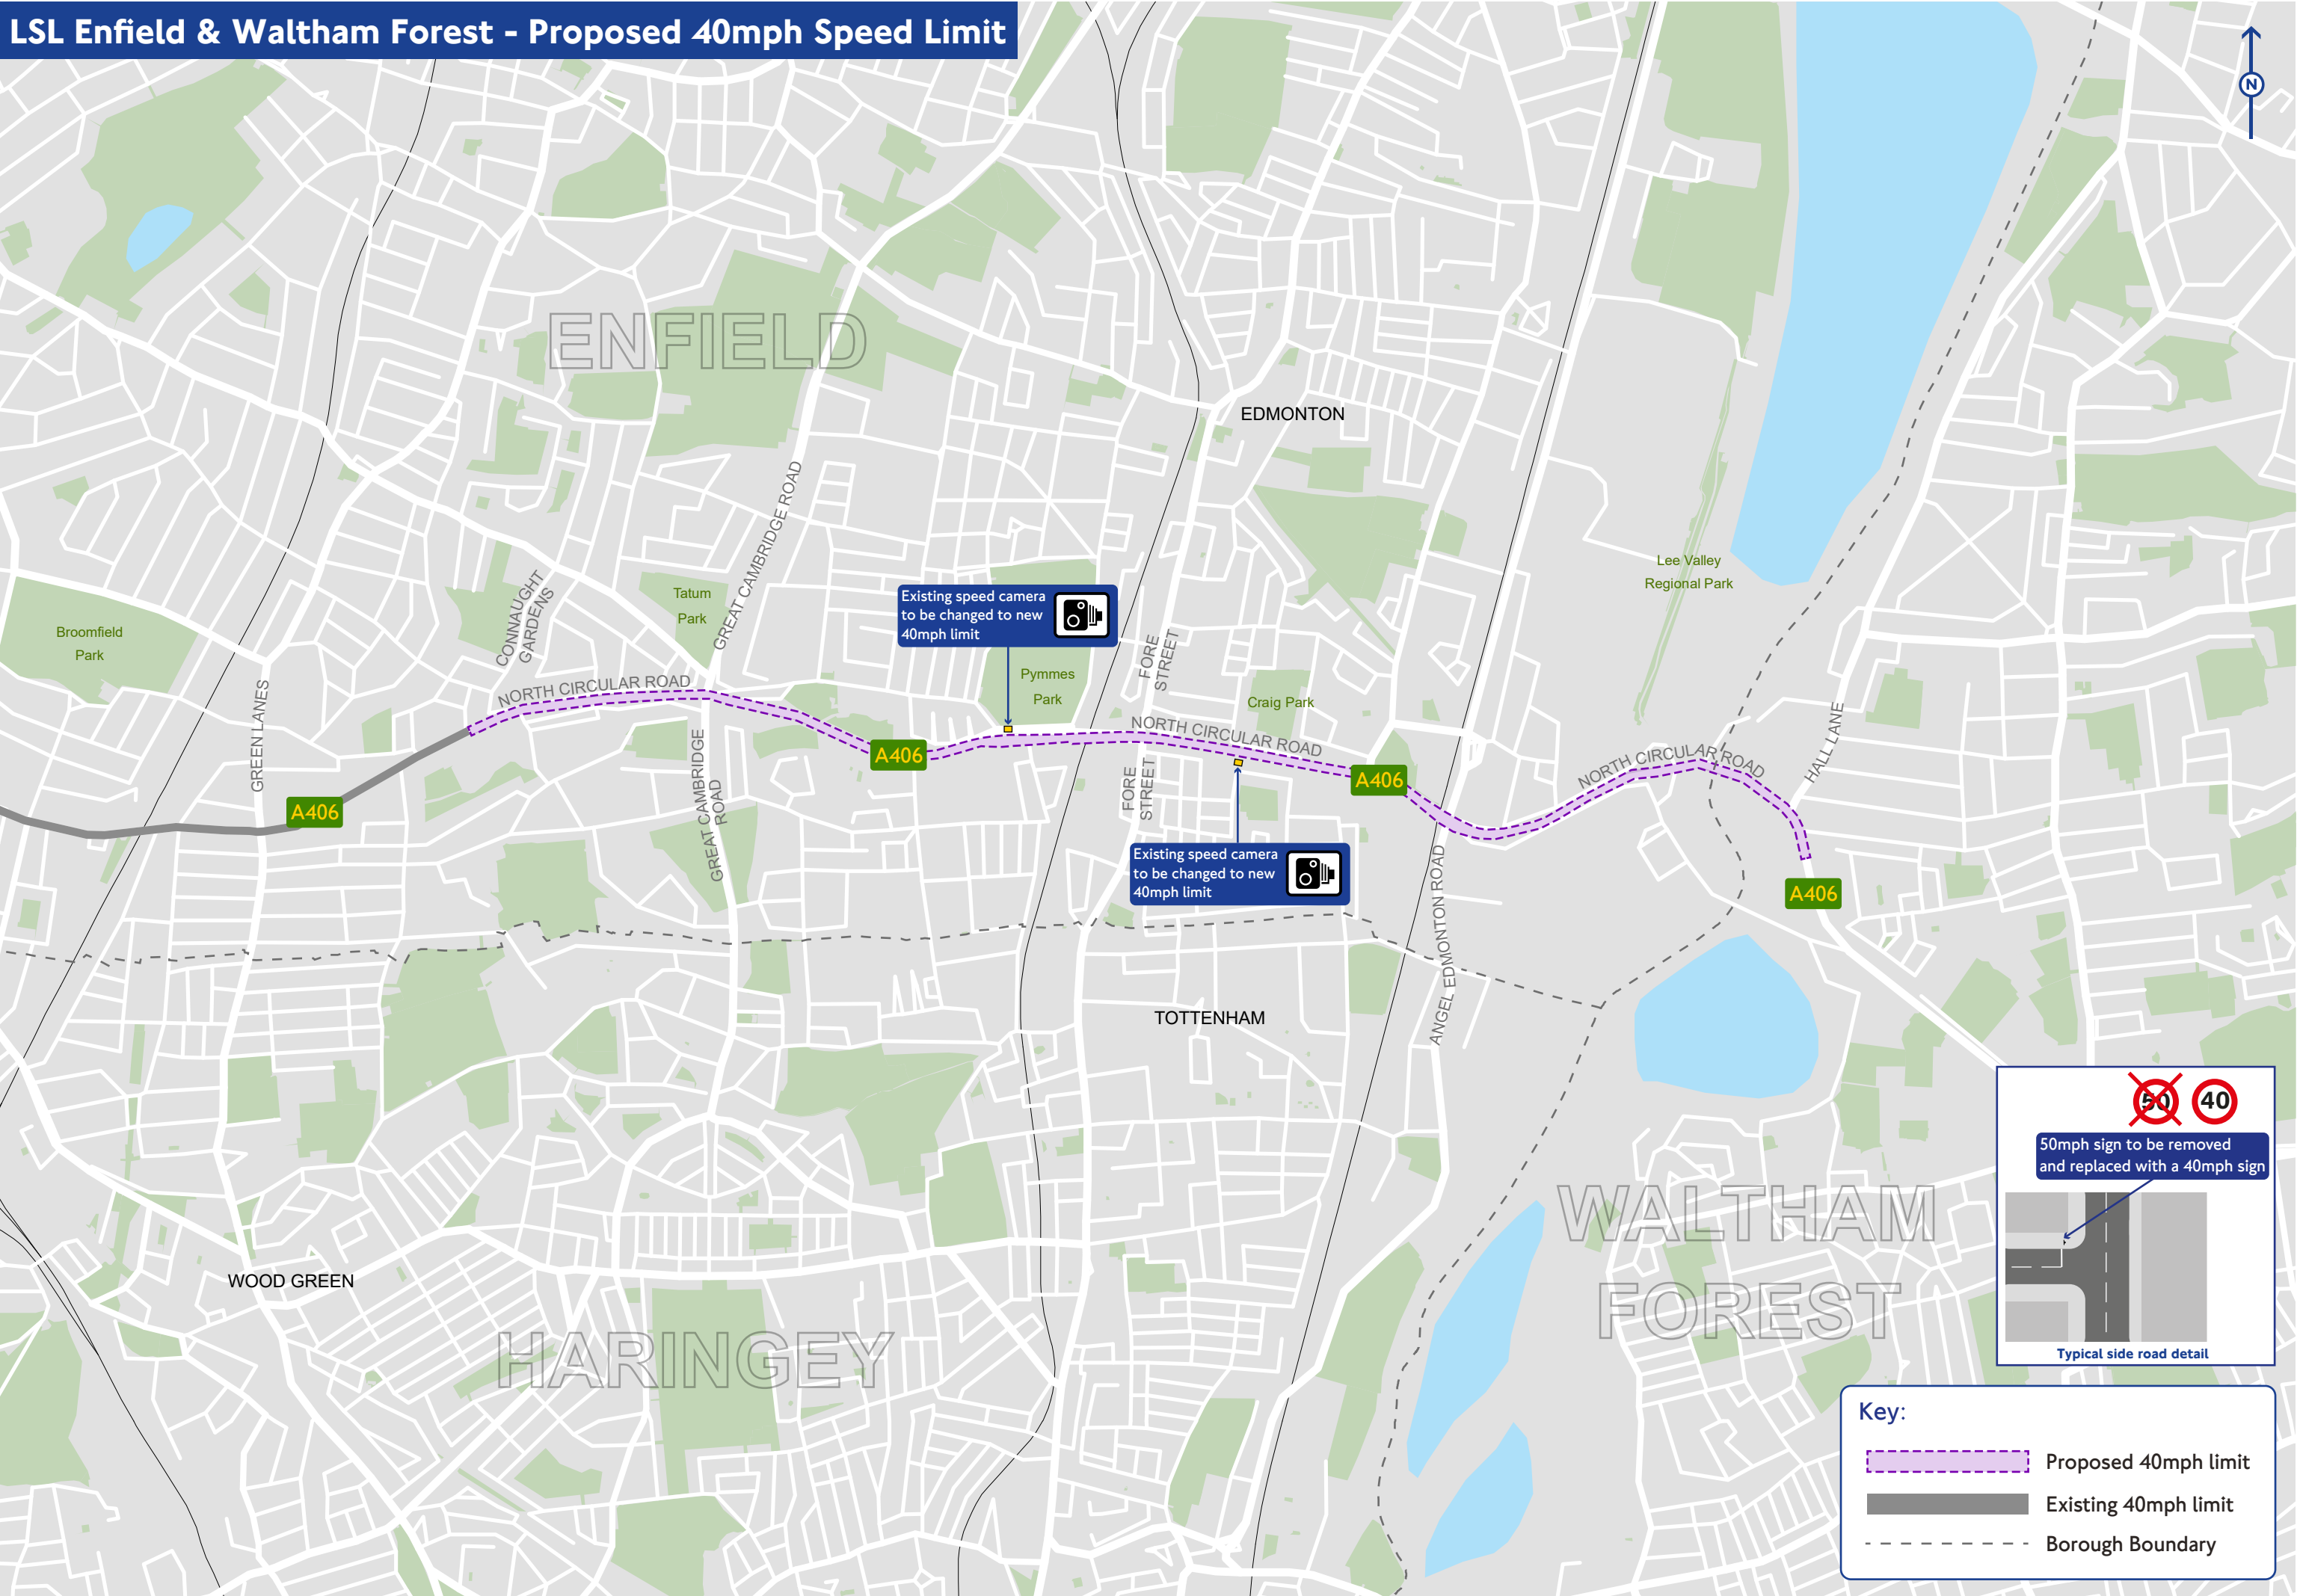 LSL Enfield & Waltham Forest - Proposed 40mph Speed Limit
N
ENFIELD
EDMONTON
GREAT CAMBRIDGE ROAD
Lee Valley
Regional Park
CONNAUGHT
GARDENS
Tatum
Park
Existing speed camera
to be changed to new
40mph limit
Broomfield
Park
FORE
STREET
Pymmes
Park
Craig Park
GREEN LANES
NORTH CIRCULAR ROAD
NORTH CIRCULAR ROAD
NORTH CIRCULAR ROAD
HALL LANE
A406
A406
A406
A406
GREAT CAMBRIDGE
ROAD
FORE
STREET
Existing speed camera
to be changed to new
40mph limit
ANGEL EDMONTON ROAD
TOTTENHAM
WOOD GREEN
HARINGEY
WALTHAM
FOREST
50
40
50mph sign to be removed
and replaced with a 40mph sign
Typical side road detail
Key:
Proposed 40mph limit
Existing 40mph limit
Borough Boundary